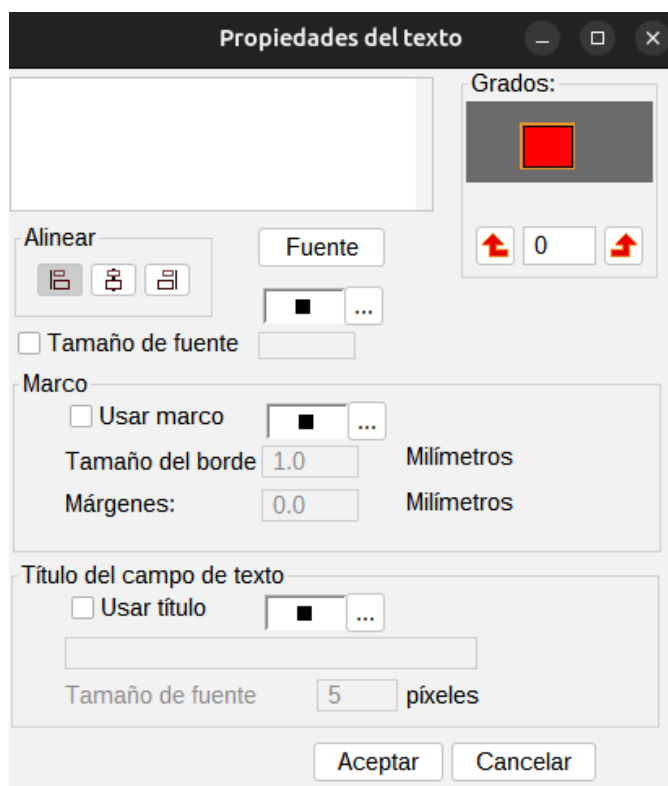 Propiedades del texto
Grados:
Alinear
Fuente
0
...
Tamaño de fuente
Marco
Usar marco
...
Tamaño del borde 1.0 Milímetros
Márgenes: 0.0 Milímetros
Título del campo de texto
Usar título
...
Tamaño de fuente 5 píxeles
Aceptar Cancelar